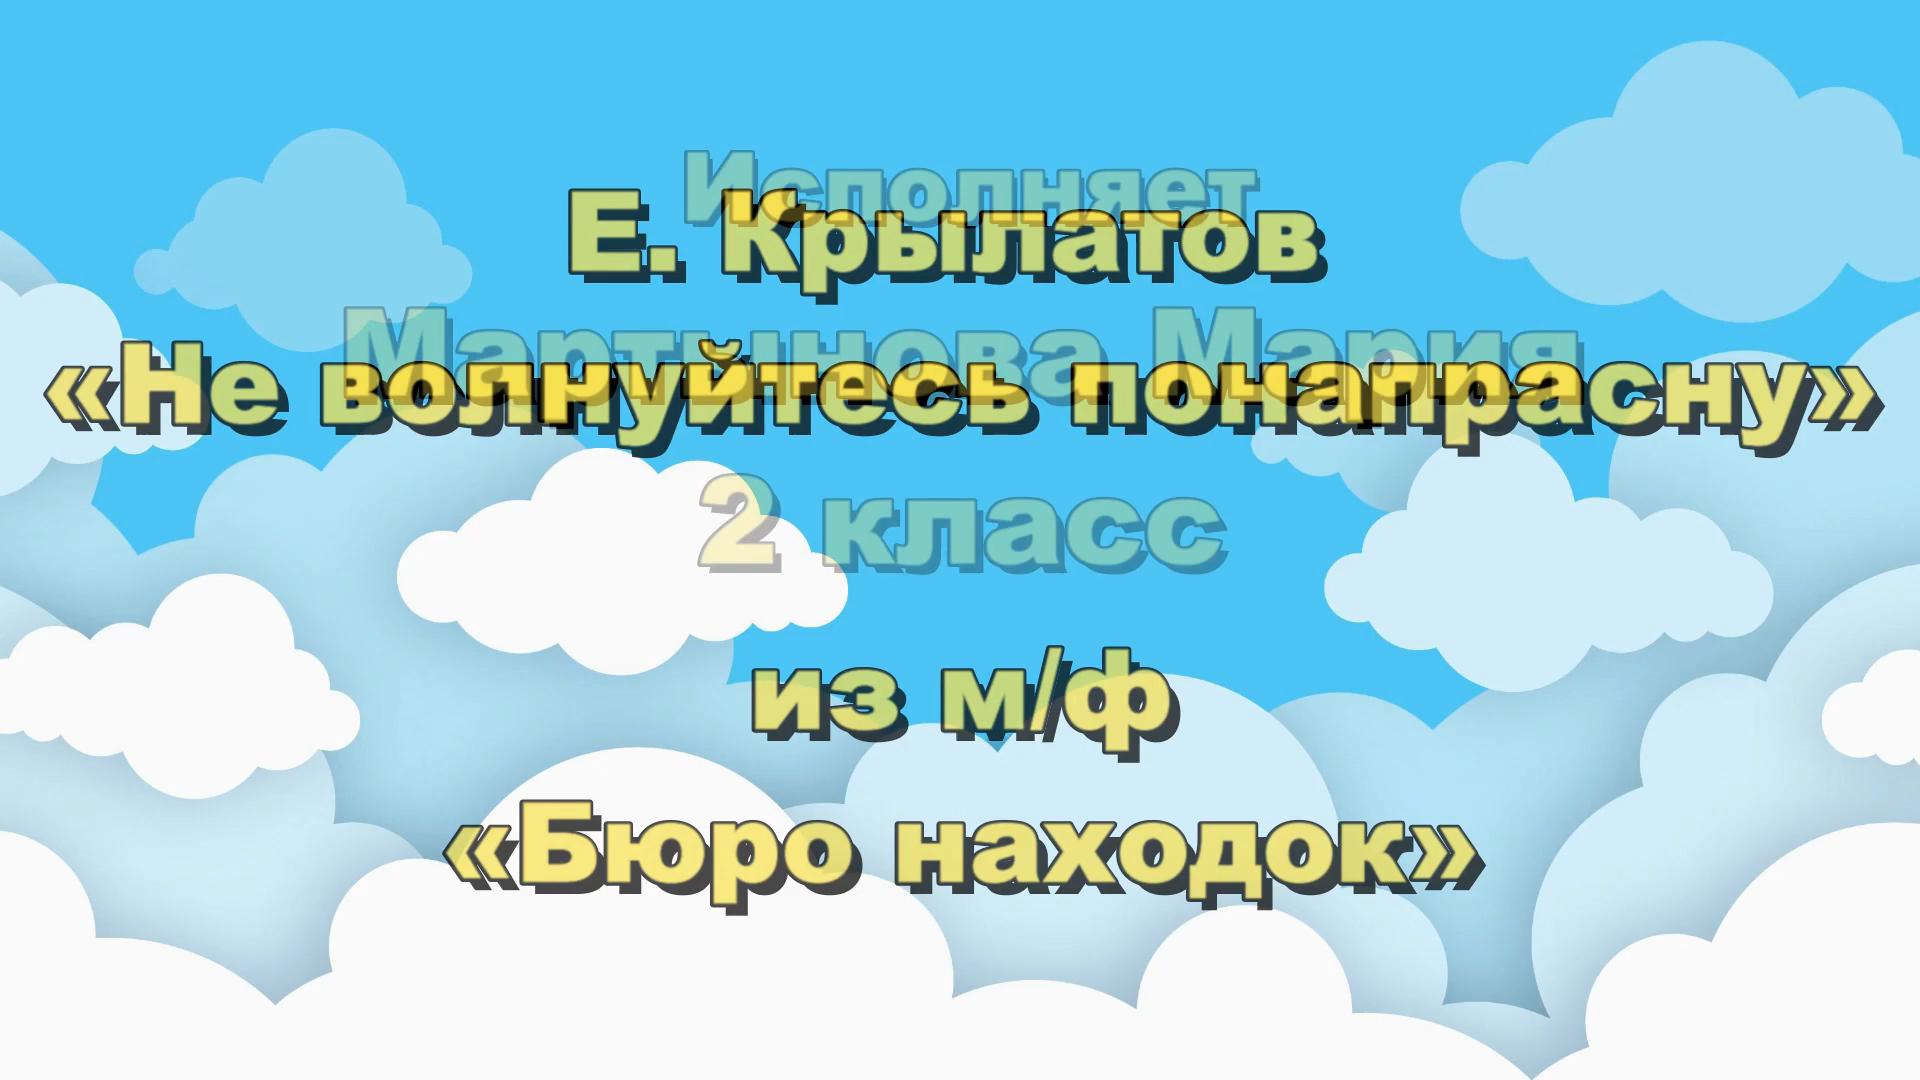 Исполняет
Е. Крылатов
Мартынова Мария
«Не волнуйтесь понапрасну»
2 класс
из м/ф
«Бюро находок»